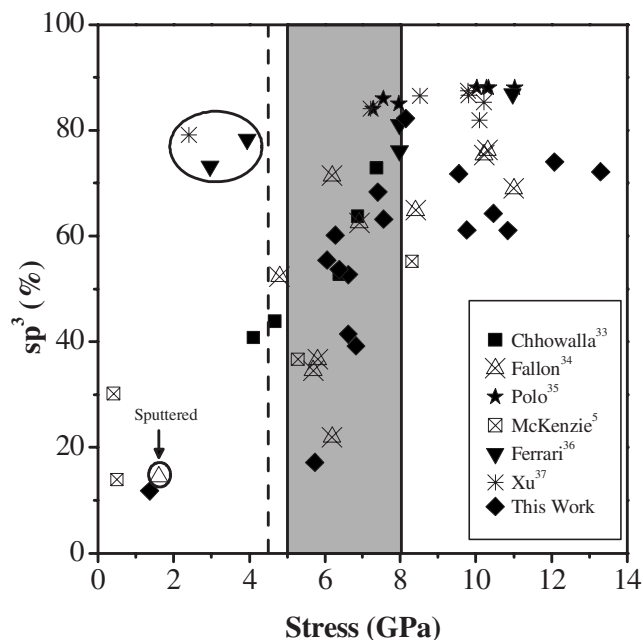 100
80
60
40
20
0
sp³ (%)
Sputtered
Chhowalla³³
Fallon³⁴
Polo³⁵
McKenzie⁵
Ferrari³⁶
Xu³⁷
This Work
0 2 4 6 8 10 12 14
Stress (GPa)